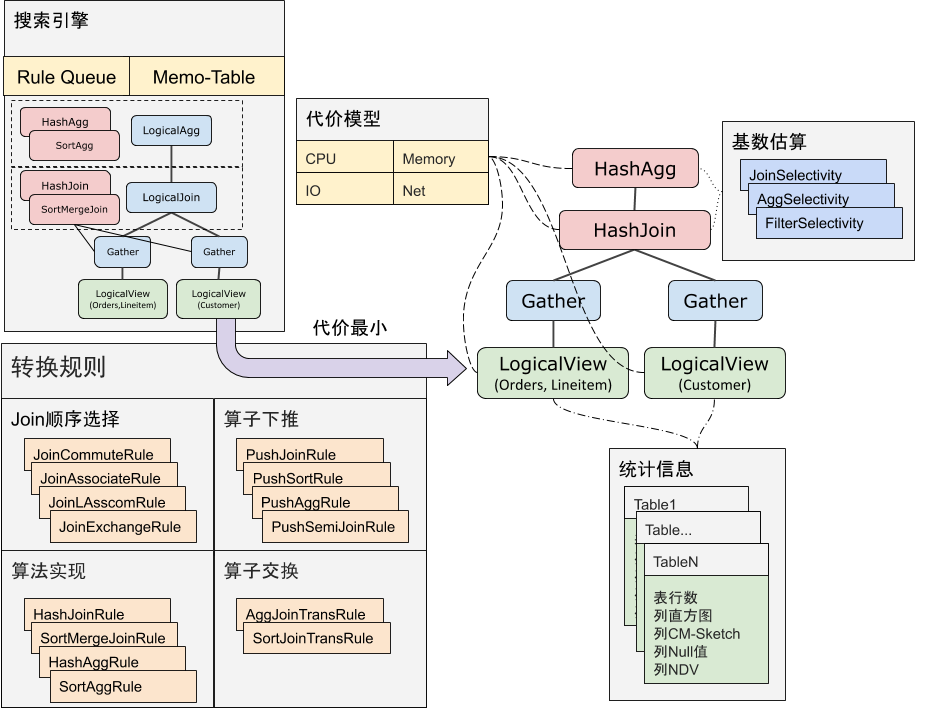 搜索引擎
Rule Queue
Memo-Table
HashAgg
SortAgg
LogicalAgg
HashJoin
SortMergeJoin
LogicalJoin
Gather
Gather
LogicalView
(Orders,Lineitem)
LogicalView
(Customer)
代价模型
CPU
Memory
IO
Net
HashAgg
HashJoin
Gather
Gather
LogicalView
(Orders, Lineitem)
LogicalView
(Customer)
基数估算
JoinSelectivity
AggSelectivity
FilterSelectivity
代价最小
转换规则
Join顺序选择
JoinCommuteRule
JoinAssociateRule
JoinLAsscomRule
JoinExchangeRule
算子下推
PushJoinRule
PushSortRule
PushAggRule
PushSemiJoinRule
算法实现
HashJoinRule
SortMergeJoinRule
HashAggRule
SortAggRule
算子交换
AggJoinTransRule
SortJoinTransRule
统计信息
Table1
Table...
TableN
表行数
列直方图
列CM-Sketch
列Null值
列NDV